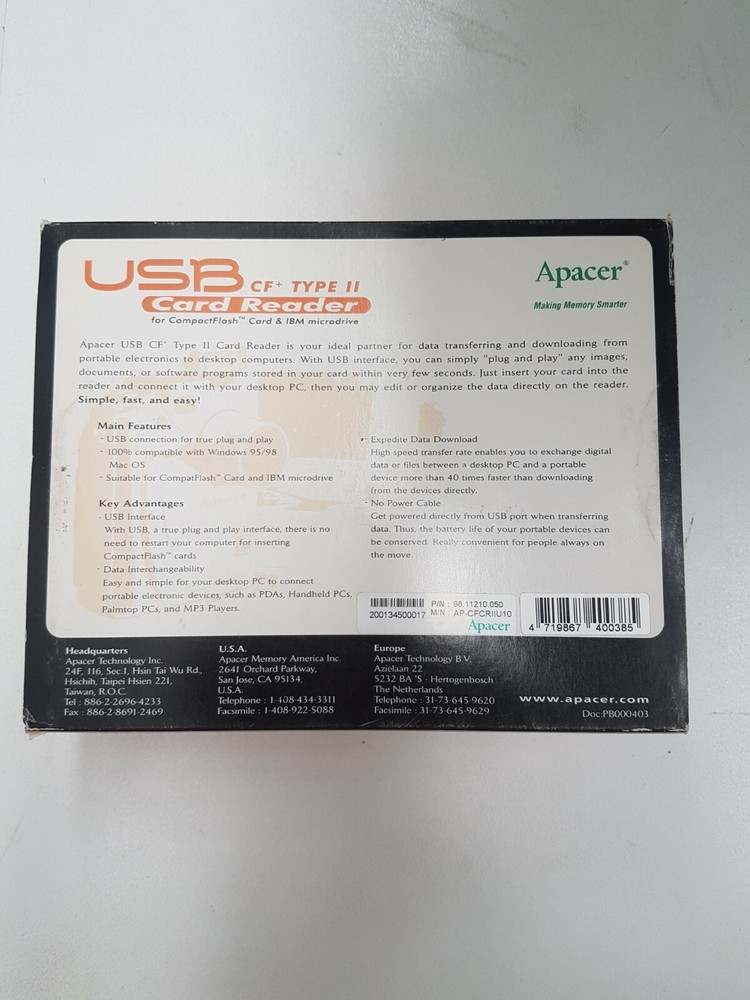 USB CF+ TYPE II
Card Reader
for CompactFlash™ Card & IBM microdrive
Apacer®
Making Memory Smarter
Apacer USB CF+ Type II Card Reader is your ideal partner for data transferring and downloading from
portable electronics to desktop computers. With USB interface, you can simply "plug and play" any images,
documents, or software programs stored in your card within very few seconds. Just insert your card into the
reader and connect it with your desktop PC, then you may edit or organize the data directly on the reader.
Simple, fast, and easy!
Main Features
- USB connection for true plug and play
- 100% compatible with Windows 95/98
Mac OS
- Suitable for CompatFlash™ Card and IBM microdrive
Key Advantages
- USB Interface
With USB, a true plug and play interface, there is no
need to restart your computer for inserting
CompactFlash™ cards
- Data Interchangeability
Easy and simple for your desktop PC to connect
portable electronic devices, such as PDAs, Handheld PCs,
Palmtop PCs, and MP3 Players.
- Expedite Data Download
High-speed transfer rate enables you to exchange digital
data or files between a desktop PC and a portable
device more than 40 times faster than downloading
from the devices directly.
- No Power Cable
Get powered directly from USB port when transferring
data. Thus, the battery life of your portable devices can
be conserved. Really convenient for people always on
the move.
P/N : 98.11210.050
200134500017 M/N : AP-CFCRIIU10
Apacer
4 719867 400385
Headquarters
Apacer Technology Inc.
24F, 116, Sec.1, Hsin Tai Wu Rd.,
Hsichih, Taipei Hsien 221,
Taiwan, R.O.C.
Tel : 886-2-2696-4233
Fax : 886-2-8691-2469
U.S.A.
Apacer Memory America Inc.
2641 Orchard Parkway,
San Jose, CA 95134,
U.S.A.
Telephone : 1-408-434-3311
Facsimile : 1-408-922-5088
Europe
Apacer Technology B.V.
Azielaan 22
5232 BA 'S - Hertogenbosch
The Netherlands
Telephone : 31-73-645-9620
Facsimile : 31-73-645-9629
www.apacer.com
Doc:PB000403